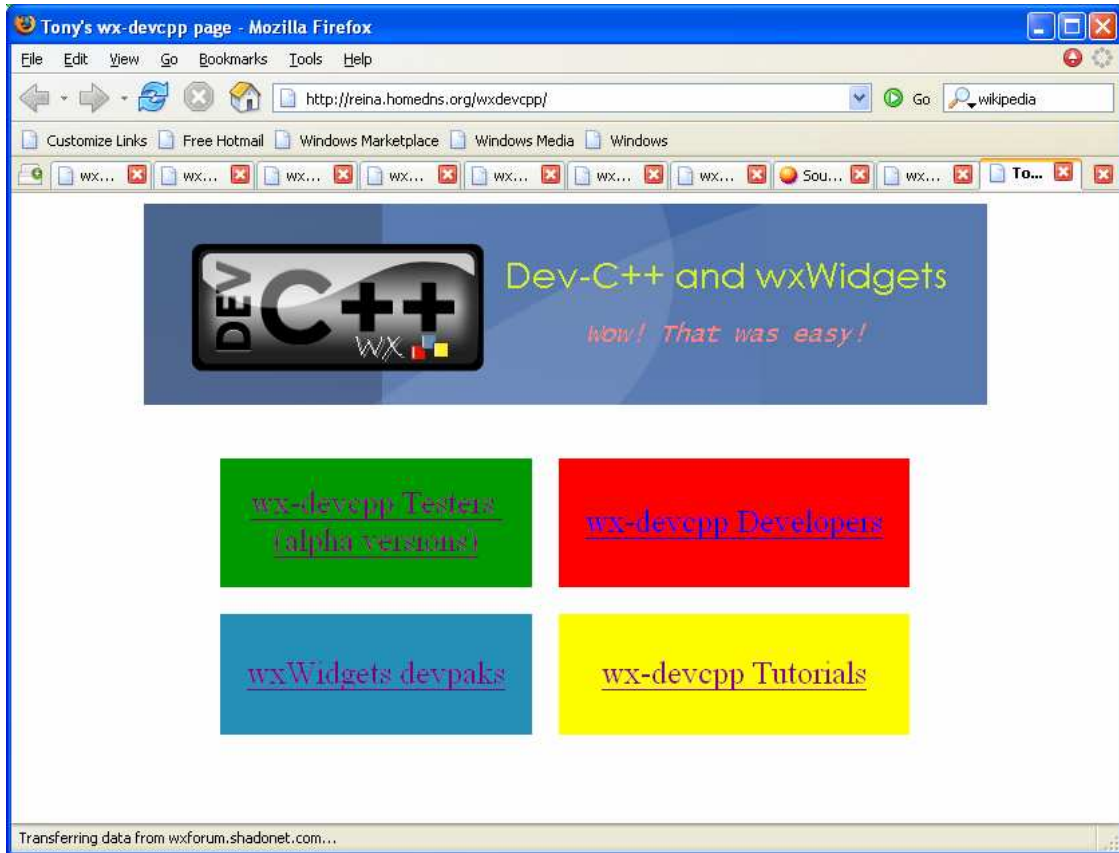 Tony's wx-devcpp page - Mozilla Firefox
File Edit View Go Bookmarks Tools Help
http://reina.homedns.org/wxdevcpp/ Go wikipedia
Customize Links Free Hotmail Windows Marketplace Windows Media Windows
wx... wx... wx... wx... wx... wx... wx... Sou... wx... To...
DEV C++ wx
Dev-C++ and wxWidgets
Wow! That was easy!
wx-devcpp Testers
(alpha versions)
wx-devcpp Developers
wxWidgets devpaks
wx-devcpp Tutorials
Transferring data from wxforum.shadonet.com...